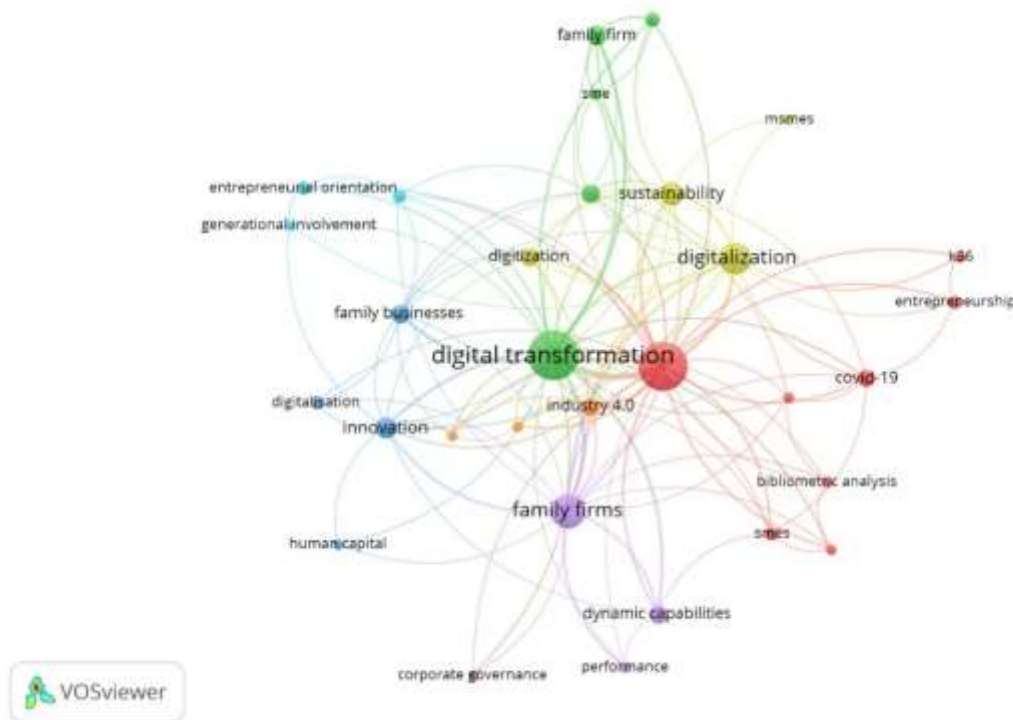 family firm
sme
msmes
entrepreneurial orientation
sustainability
generational involvement
digitization
digitalization
entrepreneurship
family businesses
digital transformation
covid-19
digitalisation
industry 4.0
innovation
bibliometric analysis
family firms
smes
human capital
dynamic capabilities
performance
corporate governance
VOSviewer